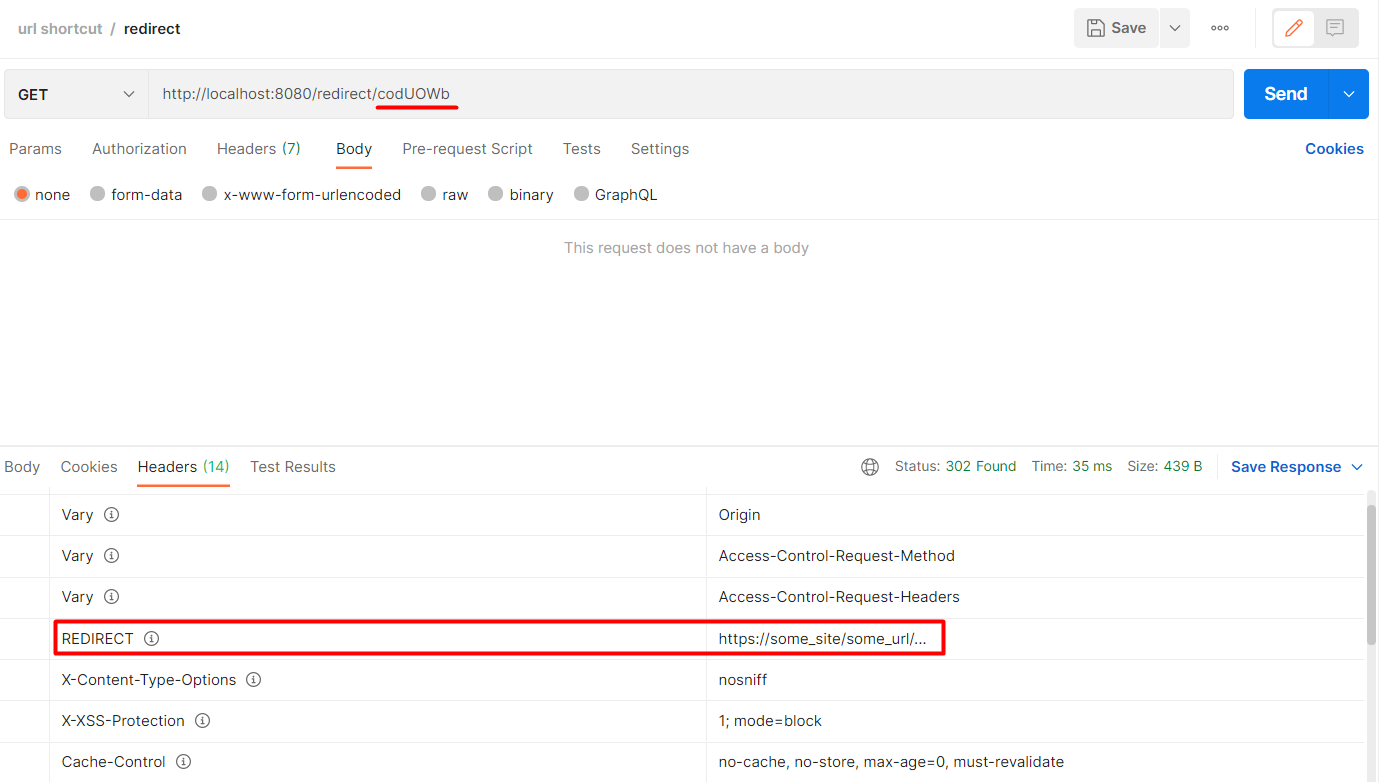 url shortcut / redirect
Save
GET
http://localhost:8080/redirect/codUOWb
Send
Params Authorization Headers (7) Body Pre-request Script Tests Settings Cookies
none form-data x-www-form-urlencoded raw binary GraphQL
This request does not have a body
Body Cookies Headers (14) Test Results Status: 302 Found Time: 35 ms Size: 439 B Save Response
Vary Origin
Vary Access-Control-Request-Method
Vary Access-Control-Request-Headers
REDIRECT https://some_site/some_url/...
X-Content-Type-Options nosniff
X-XSS-Protection 1; mode=block
Cache-Control no-cache, no-store, max-age=0, must-revalidate